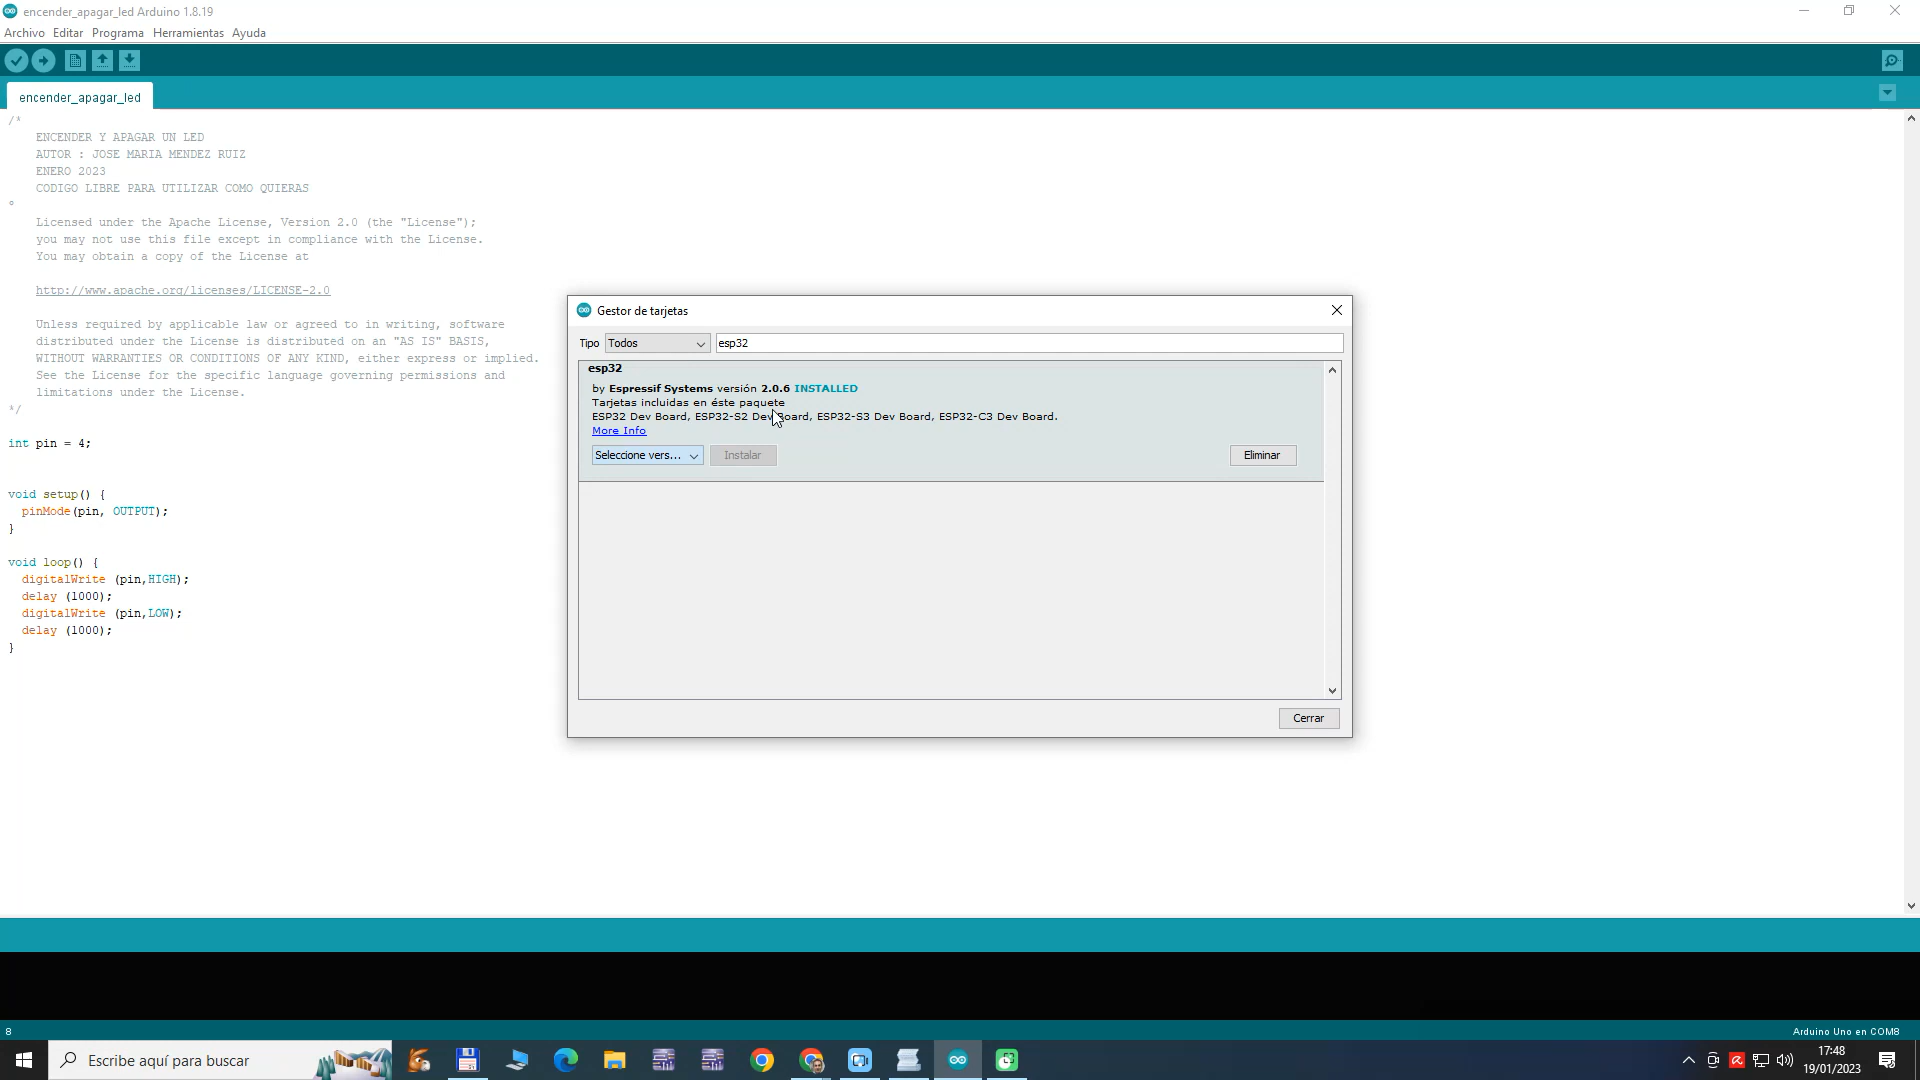 encender_apagar_led Arduino 1.8.19
Archivo Editar Programa Herramientas Ayuda
encender_apagar_led
/*
ENCENDER Y APAGAR UN LED
AUTOR : JOSE MARIA MENDEZ RUIZ
ENERO 2023
CODIGO LIBRE PARA UTILIZAR COMO QUIERAS
°
Licensed under the Apache License, Version 2.0 (the "License");
you may not use this file except in compliance with the License.
You may obtain a copy of the License at
http://www.apache.org/licenses/LICENSE-2.0
Unless required by applicable law or agreed to in writing, software
distributed under the License is distributed on an "AS IS" BASIS,
WITHOUT WARRANTIES OR CONDITIONS OF ANY KIND, either express or implied.
See the License for the specific language governing permissions and
limitations under the License.
*/
int pin = 4;
void setup() {
pinMode(pin, OUTPUT);
}
void loop() {
digitalWrite (pin,HIGH);
delay (1000);
digitalWrite (pin,LOW);
delay (1000);
}
Gestor de tarjetas
Tipo Todos esp32
esp32
by Espressif Systems versión 2.0.6 INSTALLED
Tarjetas incluidas en éste paquete
ESP32 Dev Board, ESP32-S2 Dev Board, ESP32-S3 Dev Board, ESP32-C3 Dev Board.
More Info
Seleccione vers... Instalar Eliminar
Cerrar
8 Arduino Uno en COM8
Escribe aquí para buscar
17:48
19/01/2023